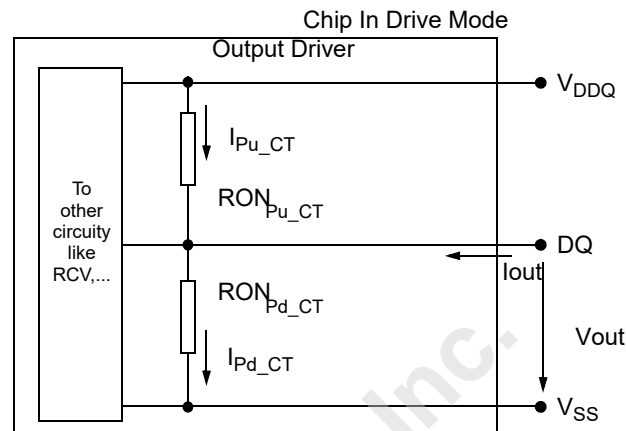 Chip In Drive Mode
Output Driver
VDDQ
IPu_CT
RONPu_CT
To
other
circuity
like
RCV,...
DQ
Iout
RONPd_CT
Vout
IPd_CT
VSS
Inc.